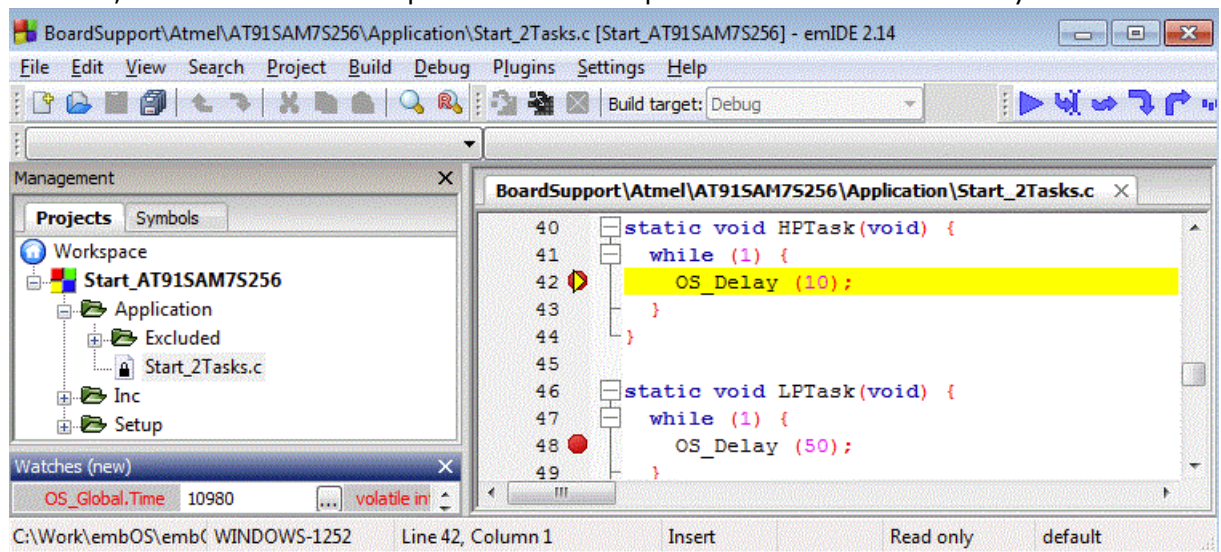 BoardSupport\Atmel\AT91SAM7S256\Application\Start_2Tasks.c [Start_AT91SAM7S256] - emIDE 2.14
File Edit View Search Project Build Debug Plugins Settings Help
Build target: Debug
Management
BoardSupport\Atmel\AT91SAM7S256\Application\Start_2Tasks.c
Projects Symbols
Workspace
Start_AT91SAM7S256
Application
Excluded
Start_2Tasks.c
Inc
Setup
40 static void HPTask(void) {
41 while (1) {
42 OS_Delay (10);
43 }
44 }
45
46 static void LPTask(void) {
47 while (1) {
48 OS_Delay (50);
49 }
Watches (new)
OS_Global.Time 10980 ... volatile in
C:\Work\embOS\emb( WINDOWS-1252 Line 42, Column 1 Insert Read only default